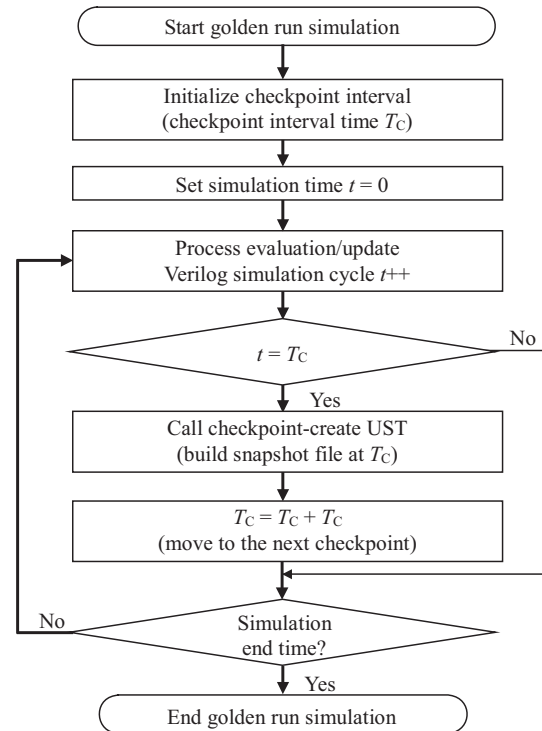 Start golden run simulation
Initialize checkpoint interval
(checkpoint interval time TC)
Set simulation time t = 0
Process evaluation/update
Verilog simulation cycle t++
t = TC
No
Yes
Call checkpoint-create UST
(build snapshot file at TC)
TC = TC + TC
(move to the next checkpoint)
No
Simulation
end time?
Yes
End golden run simulation